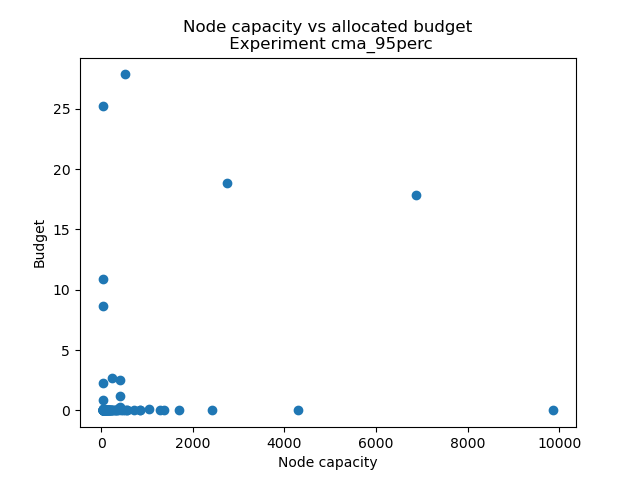 Node capacity vs allocated budget
Experiment cma_95perc
25
20
15
10
5
0
Budget
0 2000 4000 6000 8000 10000
Node capacity